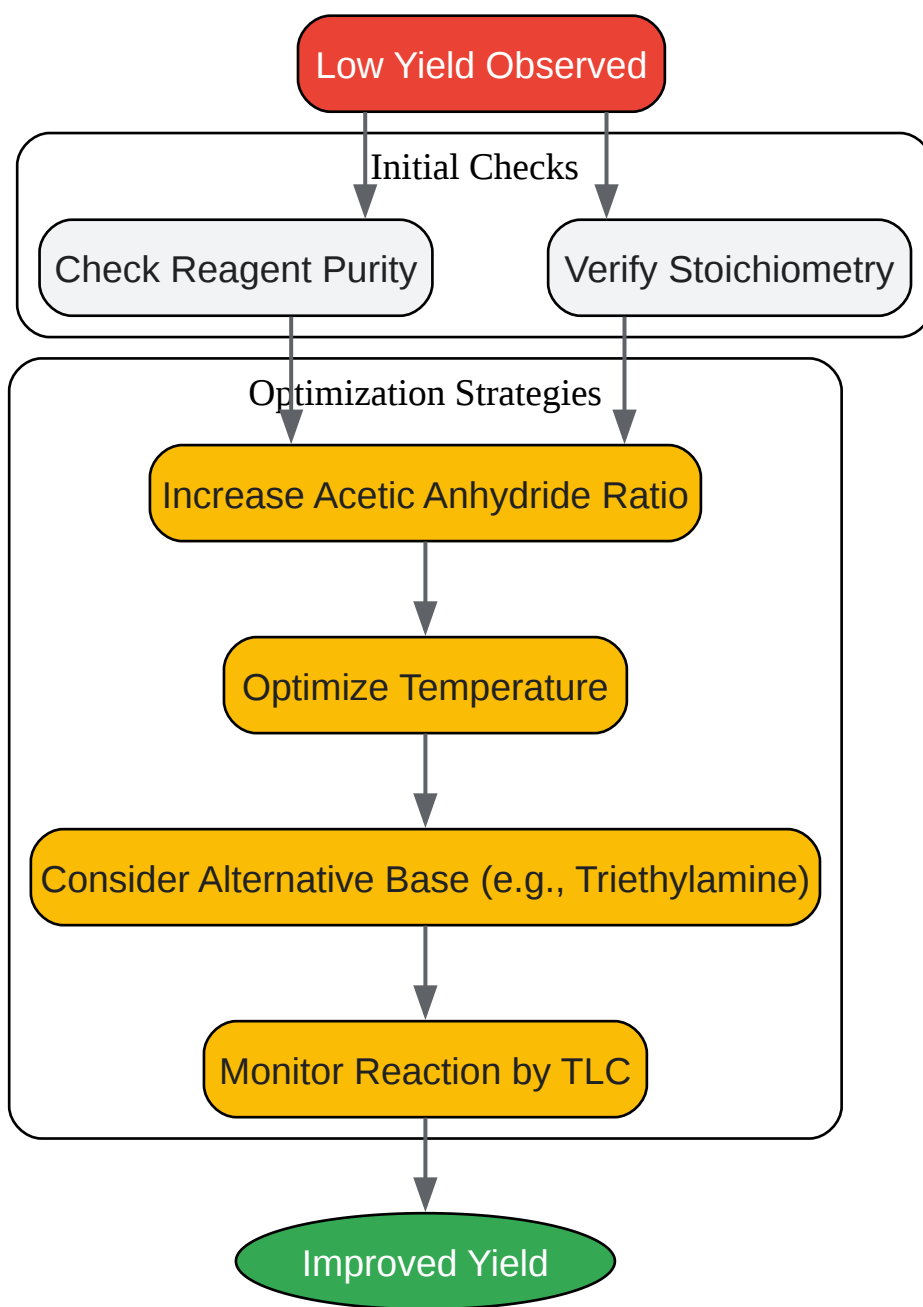 Low Yield Observed
Initial Checks
Check Reagent Purity
Verify Stoichiometry
Optimization Strategies
Increase Acetic Anhydride Ratio
Optimize Temperature
Consider Alternative Base (e.g., Triethylamine)
Monitor Reaction by TLC
Improved Yield